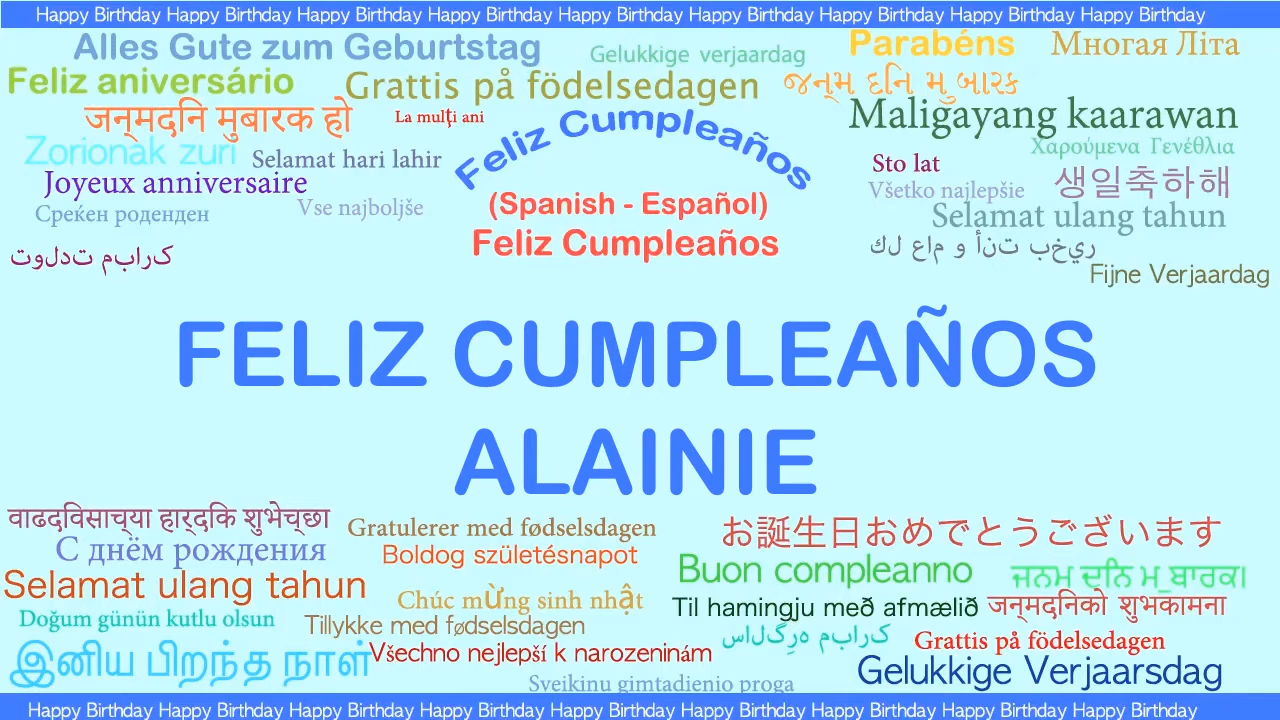 Happy Birthday Happy Birthday Happy Birthday Happy Birthday Happy Birthday Happy Birthday Happy Birthday Happy Birthday Happy Birthday
Alles Gute zum Geburtstag
Gelukkige verjaardag
Parabéns
Многая Літа
Feliz aniversário
Grattis på födelsedagen
જન્મ દિન મુબારક
जन्मदिन मुबारक हो
La mulţi ani
Feliz Cumpleaños
Maligayang kaarawan
Zorionak zuri
Selamat hari lahir
Sto lat
Χαρούμενα Γενέθλια
Joyeux anniversaire
(Spanish - Español)
Všetko najlepšie
생일축하해
Срeќен роденден
Vse najboljše
Selamat ulang tahun
Feliz Cumpleaños
تولدت مبارک
كل عام و أنت بخير
Fijne Verjaardag
FELIZ CUMPLEAÑOS
ALAINIE
वाढदिवसाच्या हार्दिक शुभेच्छा
Gratulerer med fødselsdagen
お誕生日おめでとうございます
С днём рождения
Boldog születésnapot
Buon compleanno
ਜਨਮ ਦਿਨ ਮੁਬਾਰਕ।
Selamat ulang tahun
Chúc mừng sinh nhật
Til hamingju með afmælið
जन्मदिनको शुभकामना
Doğum günün kutlu olsun
Tillykke med fødselsdagen
سالگرہ مبارک
Grattis på födelsedagen
இனிய பிறந்த நாள்
Všechno nejlepší k narozeninám
Gelukkige Verjaarsdag
Sveikinu gimtadienio proga
Happy Birthday Happy Birthday Happy Birthday Happy Birthday Happy Birthday Happy Birthday Happy Birthday Happy Birthday Happy Birthday